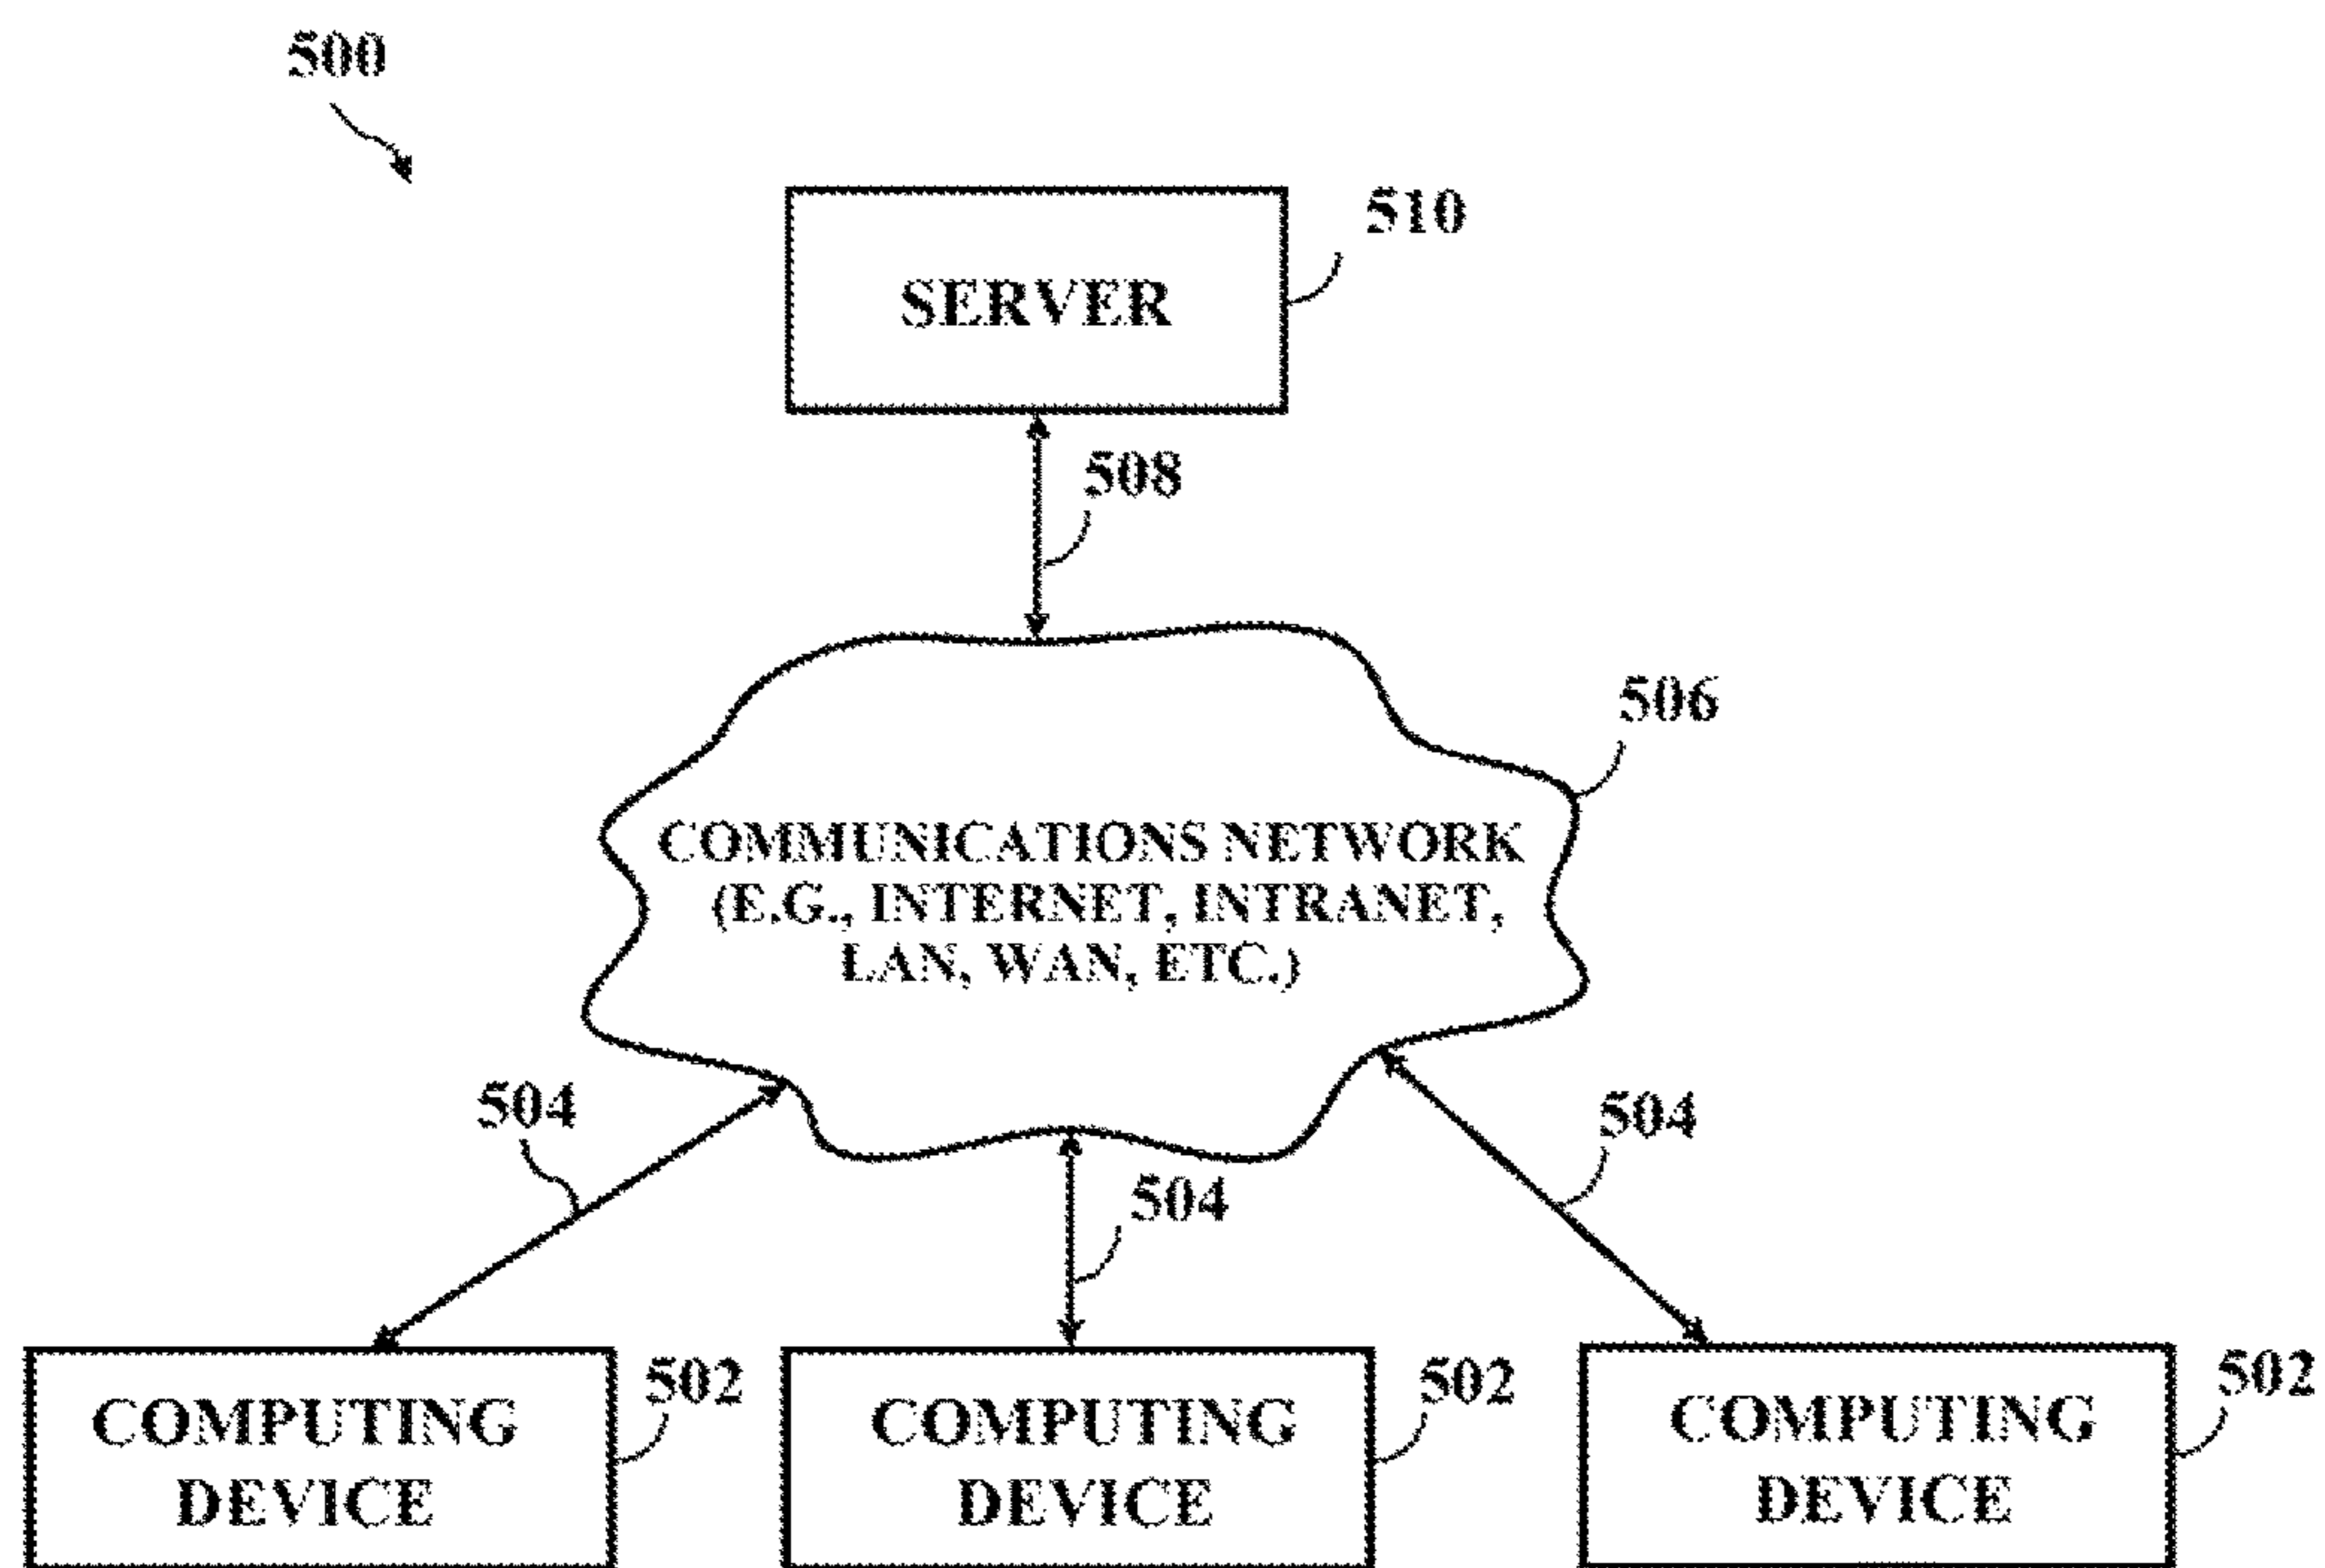 500
510
SERVER
508
506
COMMUNICATIONS NETWORK
(E.G., INTERNET, INTRANET,
LAN, WAN, ETC.)
504
504
504
502
502
502
COMPUTING
DEVICE
COMPUTING
DEVICE
COMPUTING
DEVICE